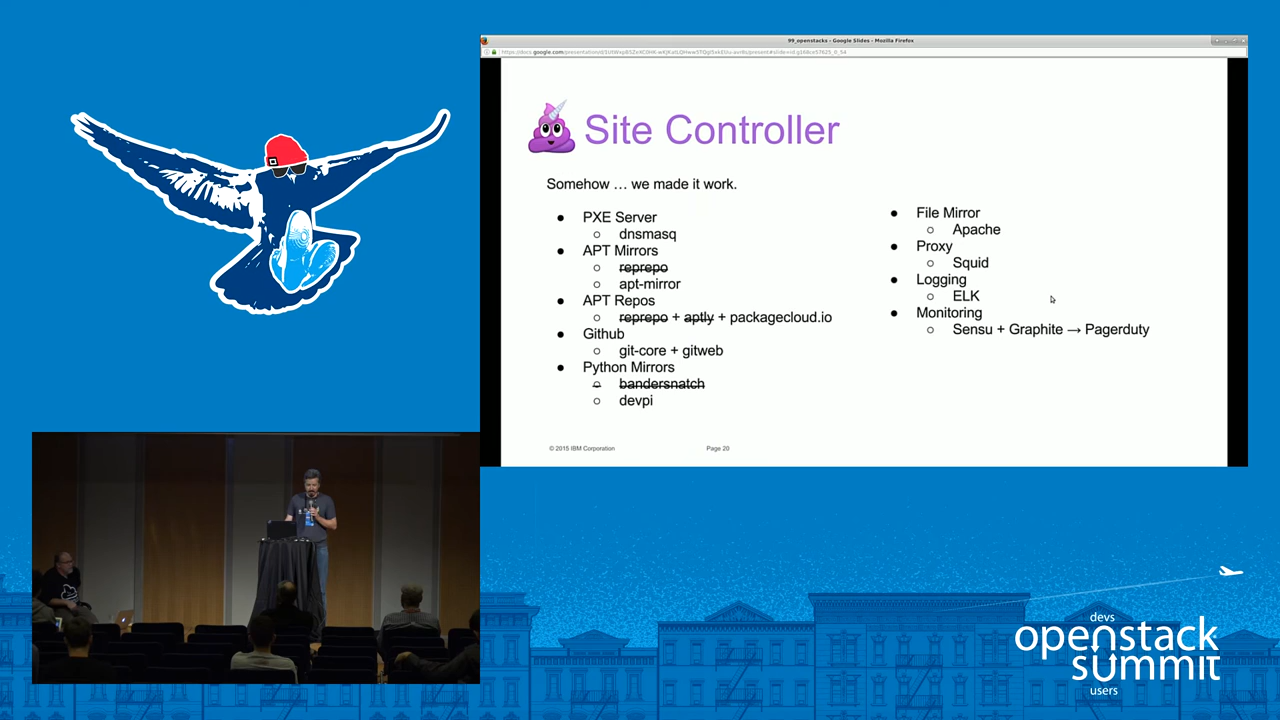 99_openstacks - Google Slides - Mozilla Firefox
Site Controller
Somehow … we made it work.
● PXE Server
○ dnsmasq
● APT Mirrors
○ reprepo
○ apt-mirror
● APT Repos
○ reprepo + aptly + packagecloud.io
● Github
○ git-core + gitweb
● Python Mirrors
○ bandersnatch
○ devpi
● File Mirror
○ Apache
● Proxy
○ Squid
● Logging
○ ELK
● Monitoring
○ Sensu + Graphite → Pagerduty
© 2015 IBM Corporation
Page 20
devs
openstack
summit
users